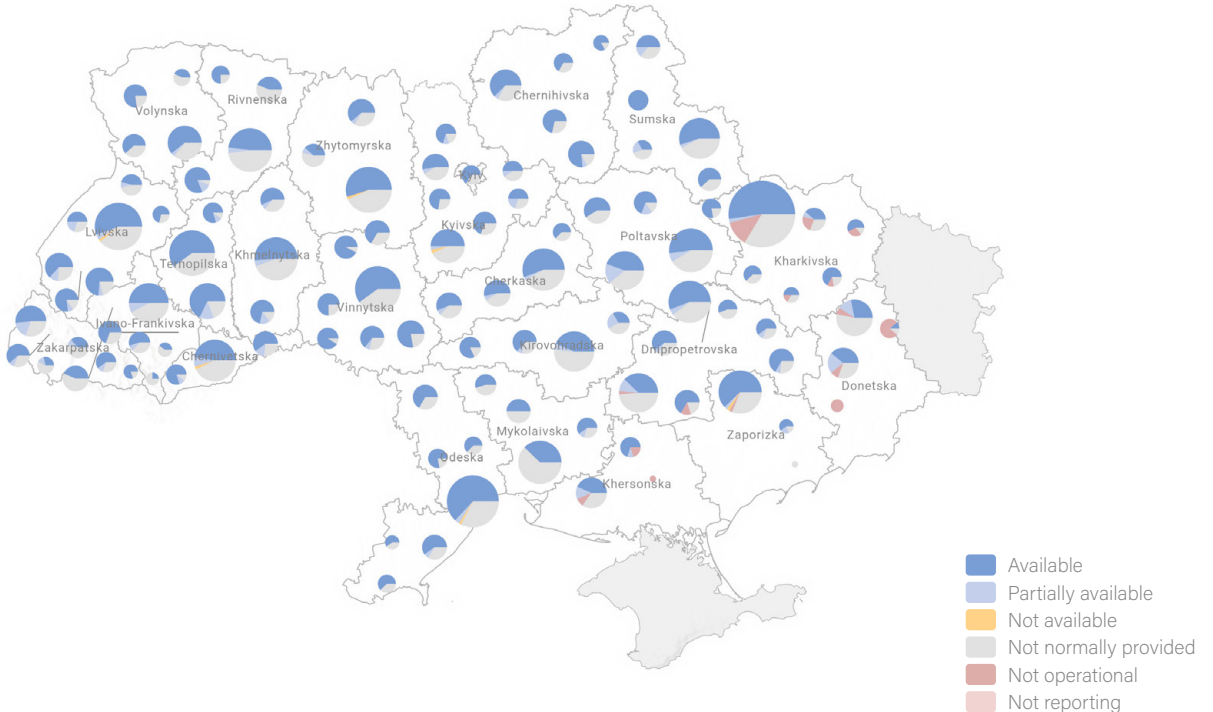 Chernihivska
Volynska
Rivnenska
Sumska
Zhytomyrska
Kyiv
Kyivska
Lvivska
Poltavska
Khmelnytska
Ternopilska
Kharkivska
Cherkaska
Vinnytska
Ivano-Frankivska
Zakarpatska
Chernivetska
Kirovohradska
Dnipropetrovska
Donetska
Mykolaivska
Zaporizka
Odeska
Khersonska
Available
Partially available
Not available
Not normally provided
Not operational
Not reporting